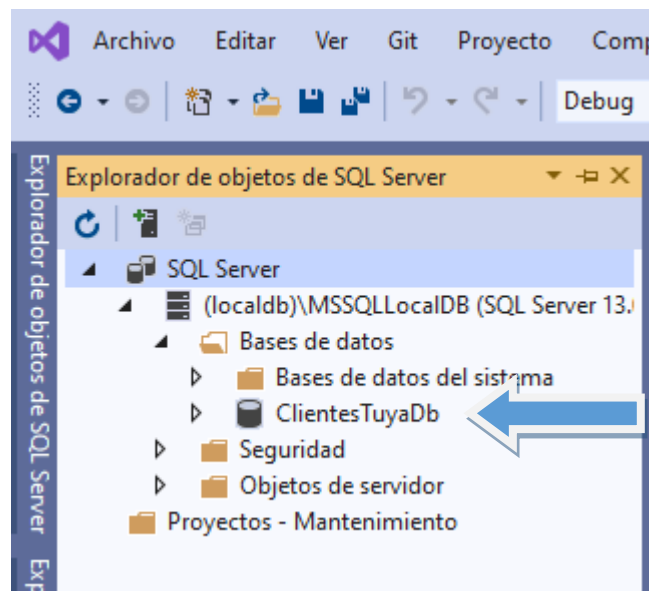 Archivo Editar Ver Git Proyecto Comp
Debug
Explorador de objetos de SQL Server
Explorador de objetos de SQL Server
SQL Server
(localdb)\MSSQLLocalDB (SQL Server 13.
Bases de datos
Bases de datos del sistema
ClientesTuyaDb
Seguridad
Objetos de servidor
Proyectos - Mantenimiento
Exp